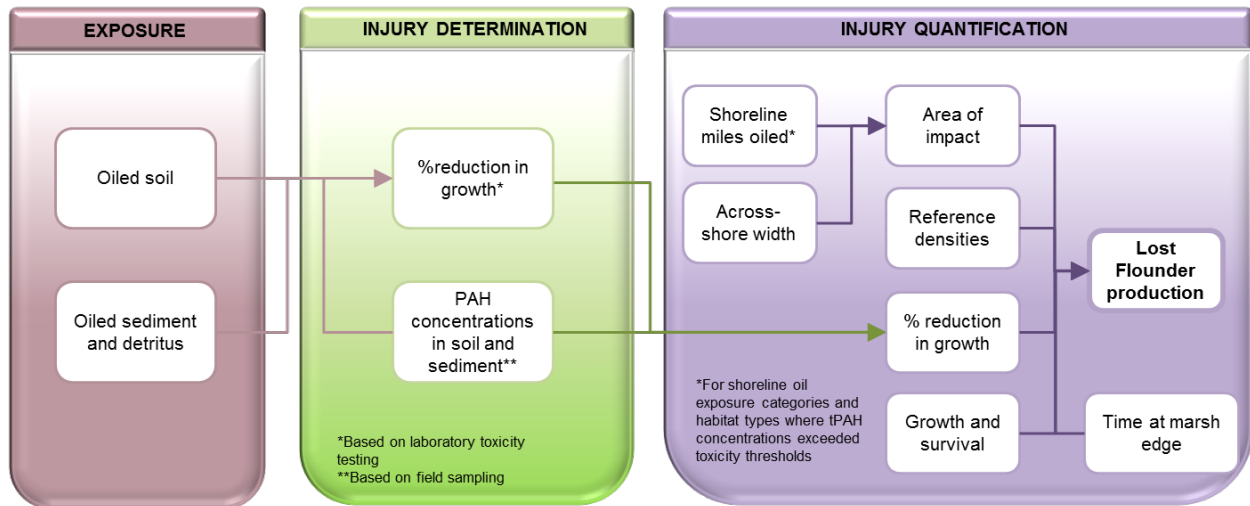 EXPOSURE
Oiled soil
Oiled sediment
and detritus
INJURY DETERMINATION
%reduction in
growth*
PAH
concentrations
in soil and
sediment**
*Based on laboratory toxicity
testing
**Based on field sampling
INJURY QUANTIFICATION
Shoreline
miles oiled*
Across-
shore width
Area of
impact
Reference
densities
% reduction
in growth
Growth and
survival
Lost
Flounder
production
Time at marsh
edge
*For shoreline oil
exposure categories and
habitat types where tPAH
concentrations exceeded
toxicity thresholds